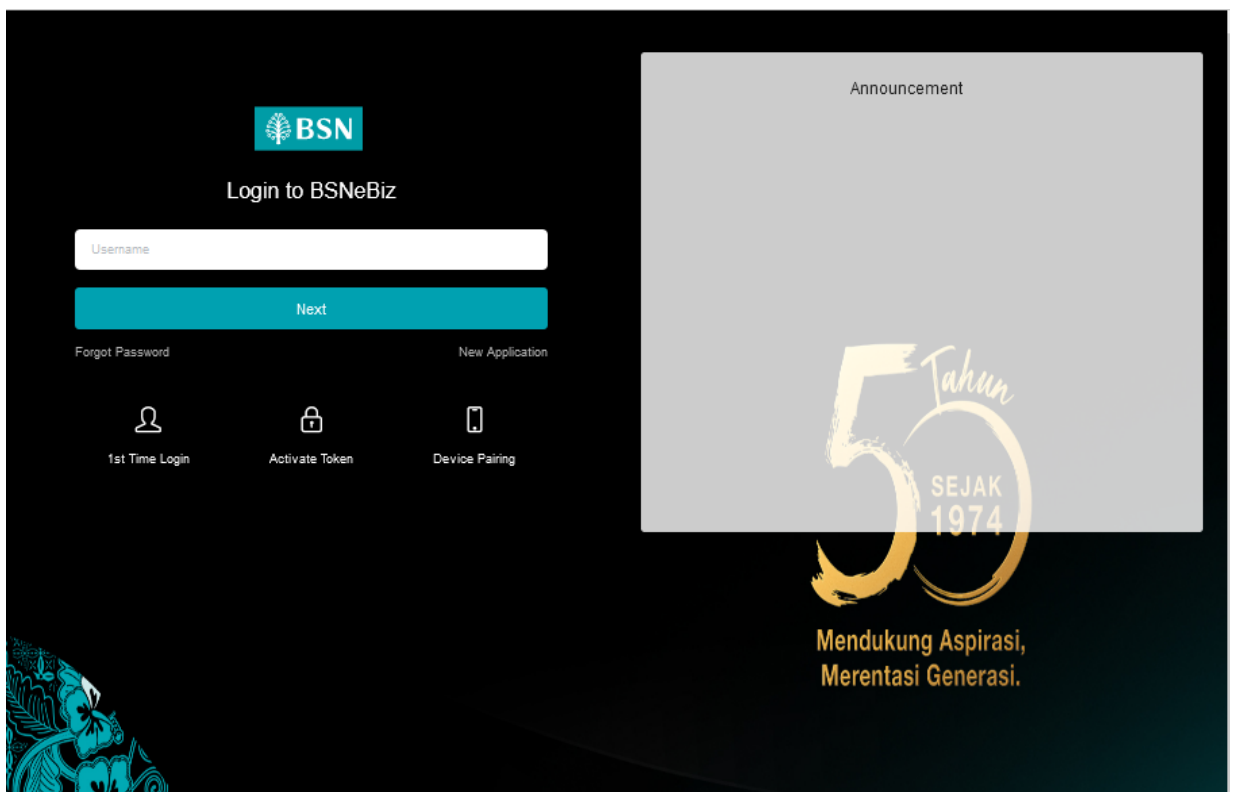 BSN
Login to BSNeBiz
Username
Next
Forgot Password
New Application
1st Time Login
Activate Token
Device Pairing
Announcement
50 Tahun
SEJAK
1974
Mendukung Aspirasi,
Merentasi Generasi.